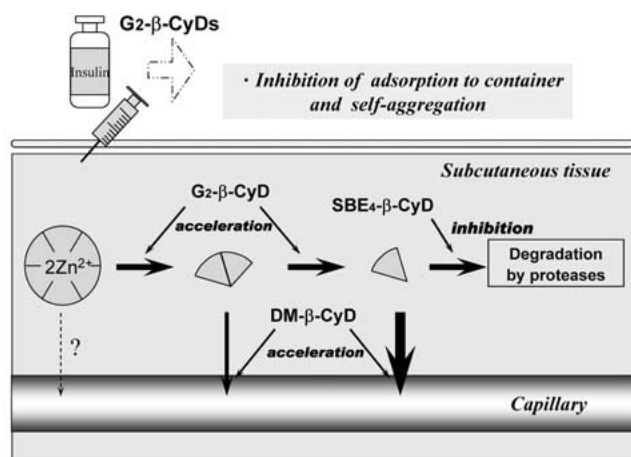 G2-β-CyDs
Insulin
· Inhibition of adsorption to container
and self-aggregation
Subcutaneous tissue
G2-β-CyD
SBE4-β-CyD
acceleration
inhibition
2Zn2+
Degradation
by proteases
DM-β-CyD
?
acceleration
Capillary